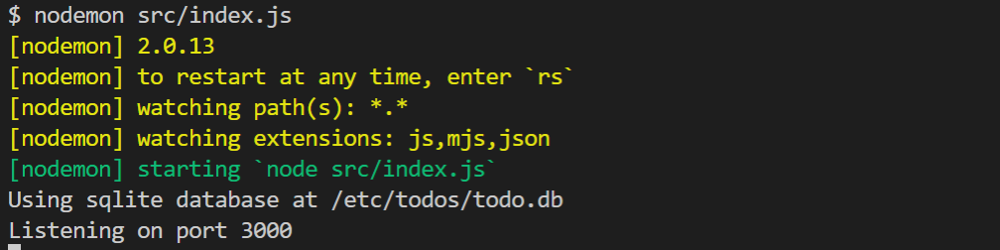 $ nodemon src/index.js
[nodemon] 2.0.13
[nodemon] to restart at any time, enter `rs`
[nodemon] watching path(s): *.*
[nodemon] watching extensions: js,mjs,json
[nodemon] starting `node src/index.js`
Using sqlite database at /etc/todos/todo.db
Listening on port 3000